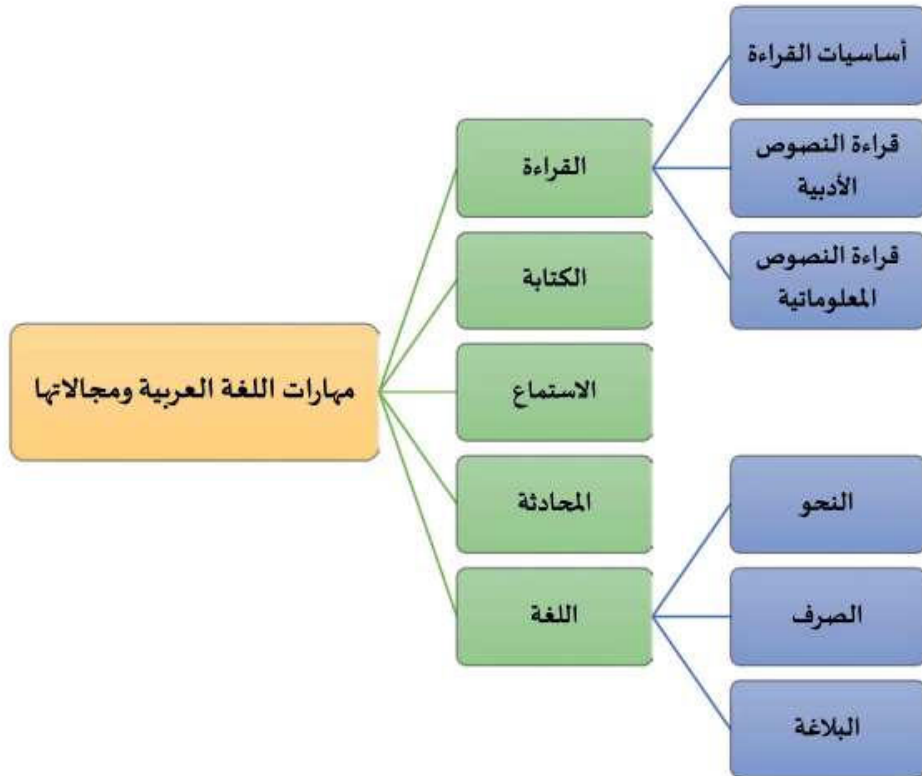 مهارات اللغة العربية ومجالاتها
القراءة
أساسيات القراءة
قراءة النصوص
الأدبية
قراءة النصوص
المعلوماتية
الكتابة
الاستماع
المحادثة
اللغة
النحو
الصرف
البلاغة